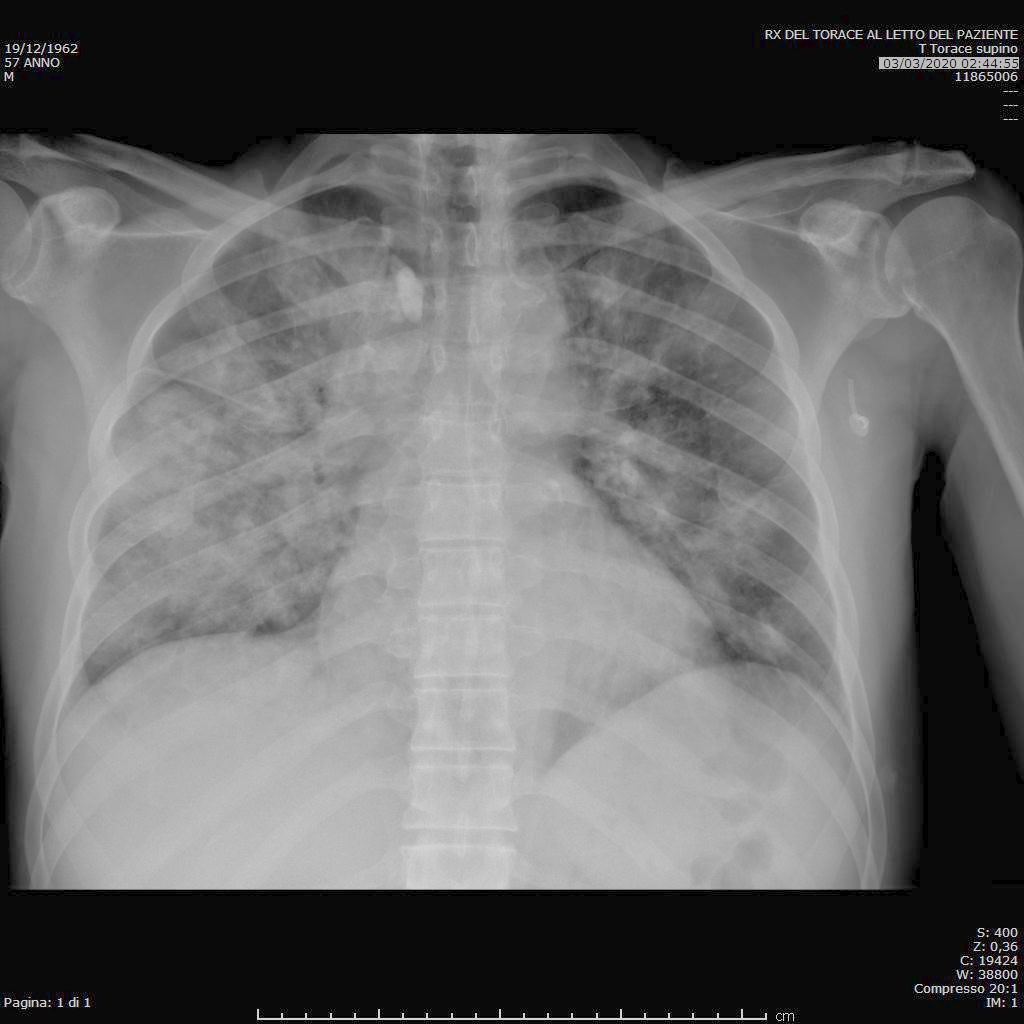 19/12/1962
57 ANNO
M
RX DEL TORACE AL LETTO DEL PAZIENTE
T Torace supino
03/03/2020 02:44:55
11865006
---
---
S: 400
Z: 0,36
C: 19424
W: 38800
Compresso 20:1
IM: 1
Pagina: 1 di 1
cm